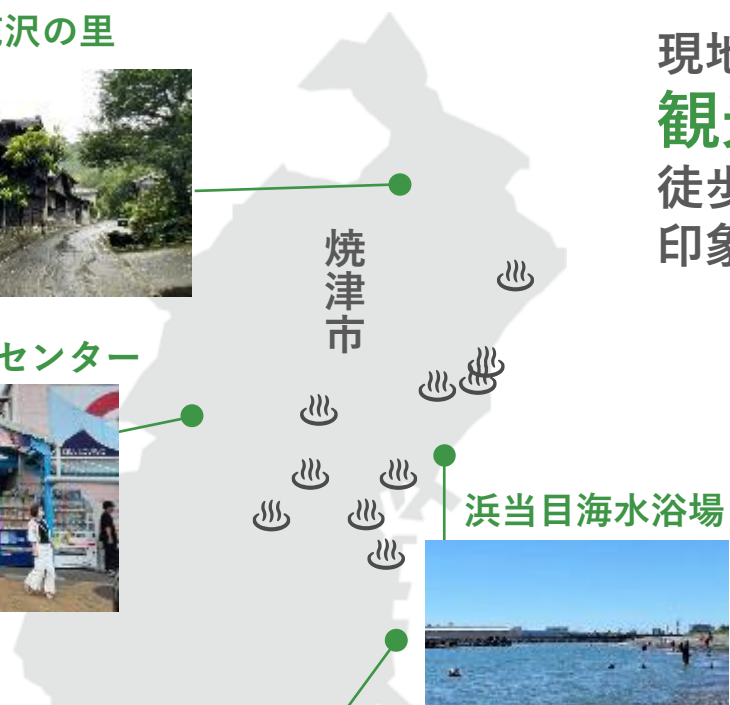 沢の里
現地
観光
徒歩
印象
焼津市
センター
浜当目海水浴場